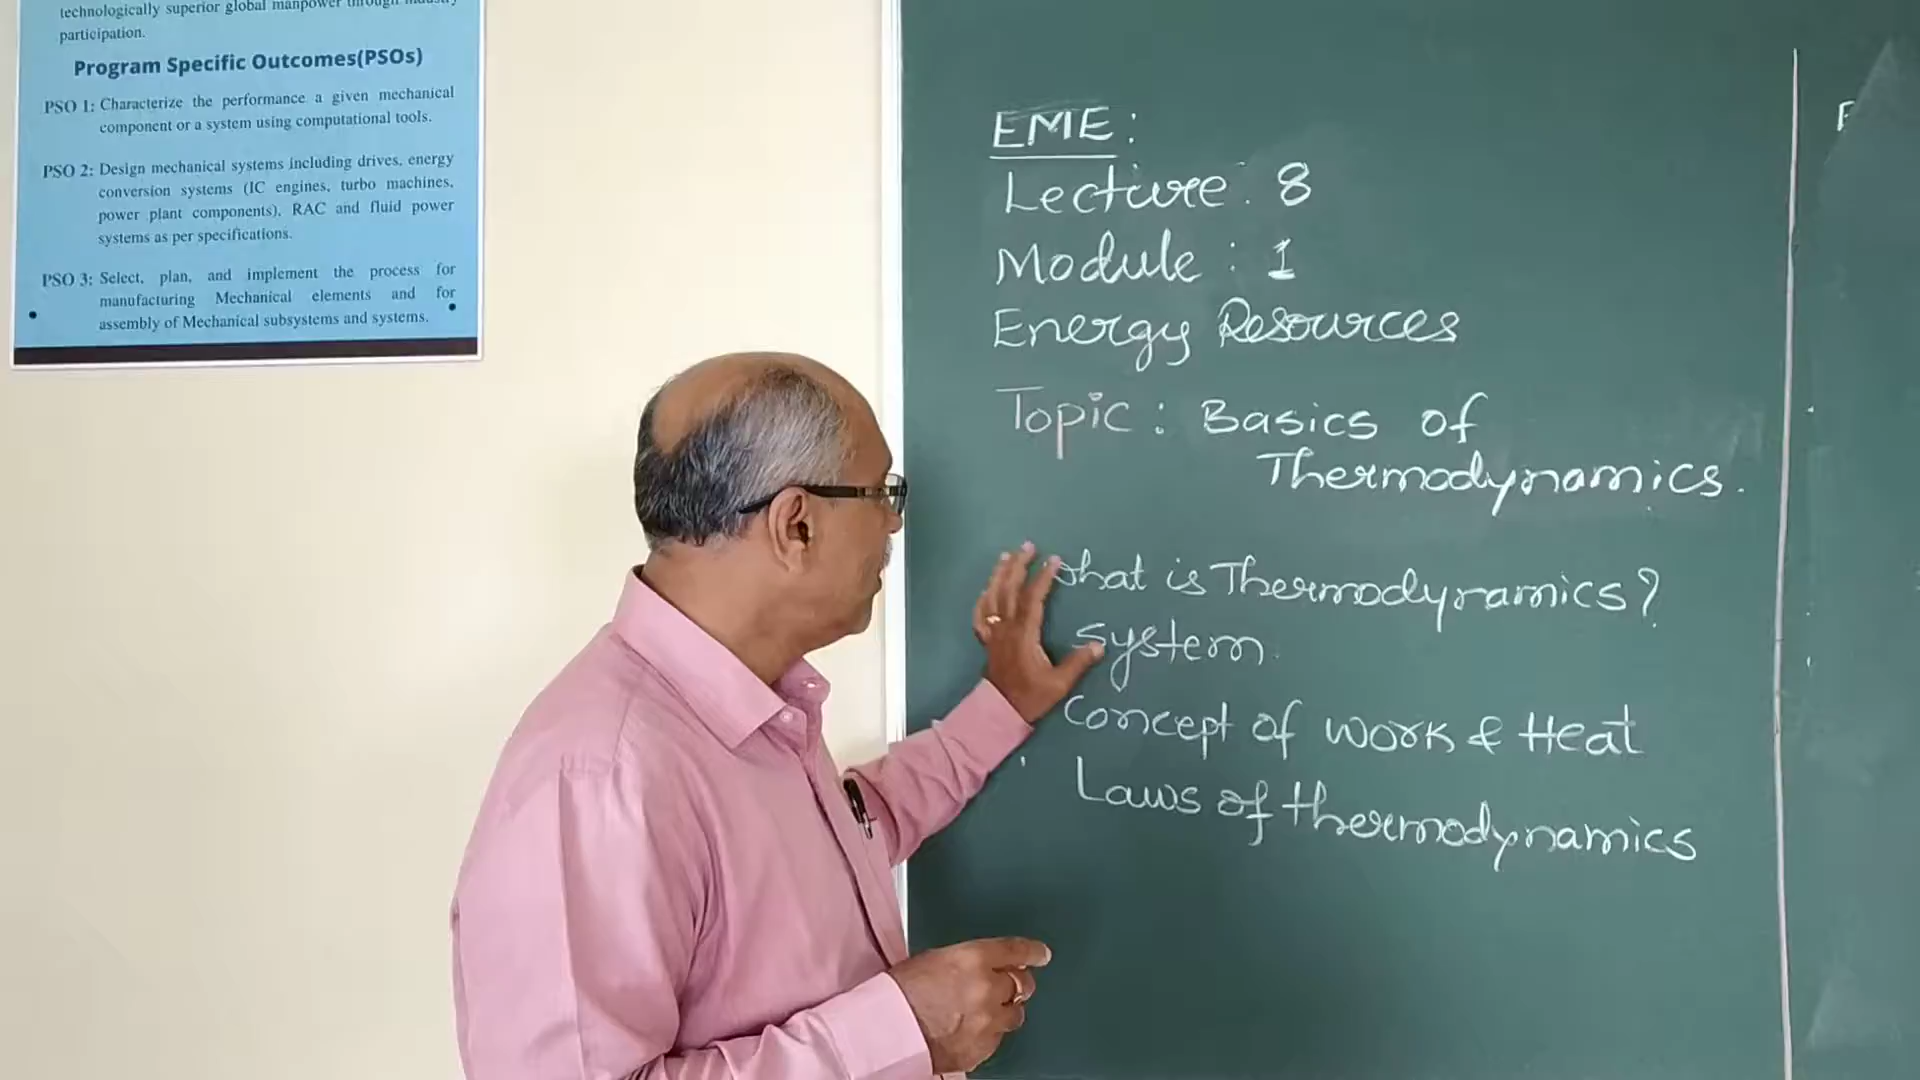 technologically superior global manpower through industry
participation.
Program Specific Outcomes(PSOs)
PSO 1: Characterize the performance a given mechanical
component or a system using computational tools.
PSO 2: Design mechanical systems including drives, energy
conversion systems (IC engines, turbo machines,
power plant components), RAC and fluid power
systems as per specifications.
PSO 3: Select, plan, and implement the process for
manufacturing Mechanical elements and for
assembly of Mechanical subsystems and systems.
EME:
Lecture : 8
Module : 1
Energy Resources
Topic : Basics of
Thermodynamics.
What is Thermodynamics?
System
Concept of Work & Heat
Laws of thermodynamics